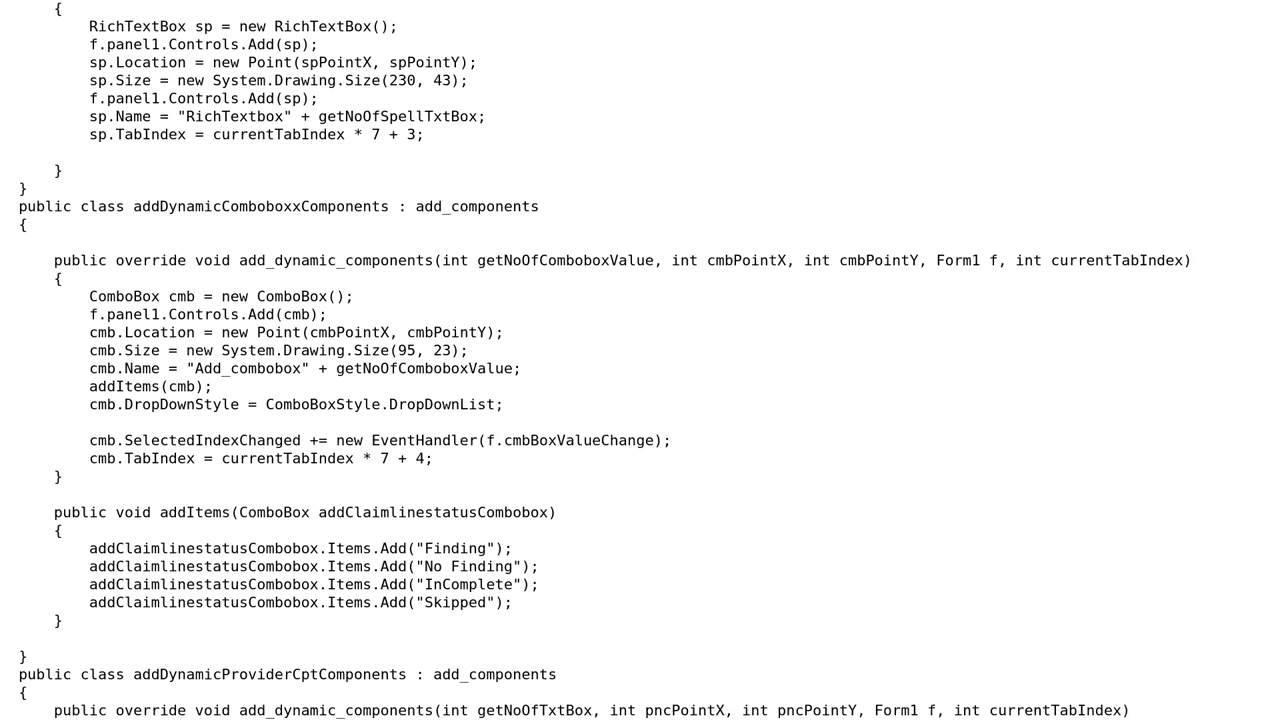 {
RichTextBox sp = new RichTextBox();
f.panel1.Controls.Add(sp);
sp.Location = new Point(spPointX, spPointY);
sp.Size = new System.Drawing.Size(230, 43);
f.panel1.Controls.Add(sp);
sp.Name = "RichTextbox" + getNoOfSpellTxtBox;
sp.TabIndex = currentTabIndex * 7 + 3;
}
}
public class addDynamicComboboxxComponents : add_components
{
public override void add_dynamic_components(int getNoOfComboboxValue, int cmbPointX, int cmbPointY, Form1 f, int currentTabIndex)
{
ComboBox cmb = new ComboBox();
f.panel1.Controls.Add(cmb);
cmb.Location = new Point(cmbPointX, cmbPointY);
cmb.Size = new System.Drawing.Size(95, 23);
cmb.Name = "Add_combobox" + getNoOfComboboxValue;
addItems(cmb);
cmb.DropDownStyle = ComboBoxStyle.DropDownList;
cmb.SelectedIndexChanged += new EventHandler(f.cmbBoxValueChange);
cmb.TabIndex = currentTabIndex * 7 + 4;
}
public void addItems(ComboBox addClaimlinestatusCombobox)
{
addClaimlinestatusCombobox.Items.Add("Finding");
addClaimlinestatusCombobox.Items.Add("No Finding");
addClaimlinestatusCombobox.Items.Add("InComplete");
addClaimlinestatusCombobox.Items.Add("Skipped");
}
}
public class addDynamicProviderCptComponents : add_components
{
public override void add_dynamic_components(int getNoOfTxtBox, int pncPointX, int pncPointY, Form1 f, int currentTabIndex)